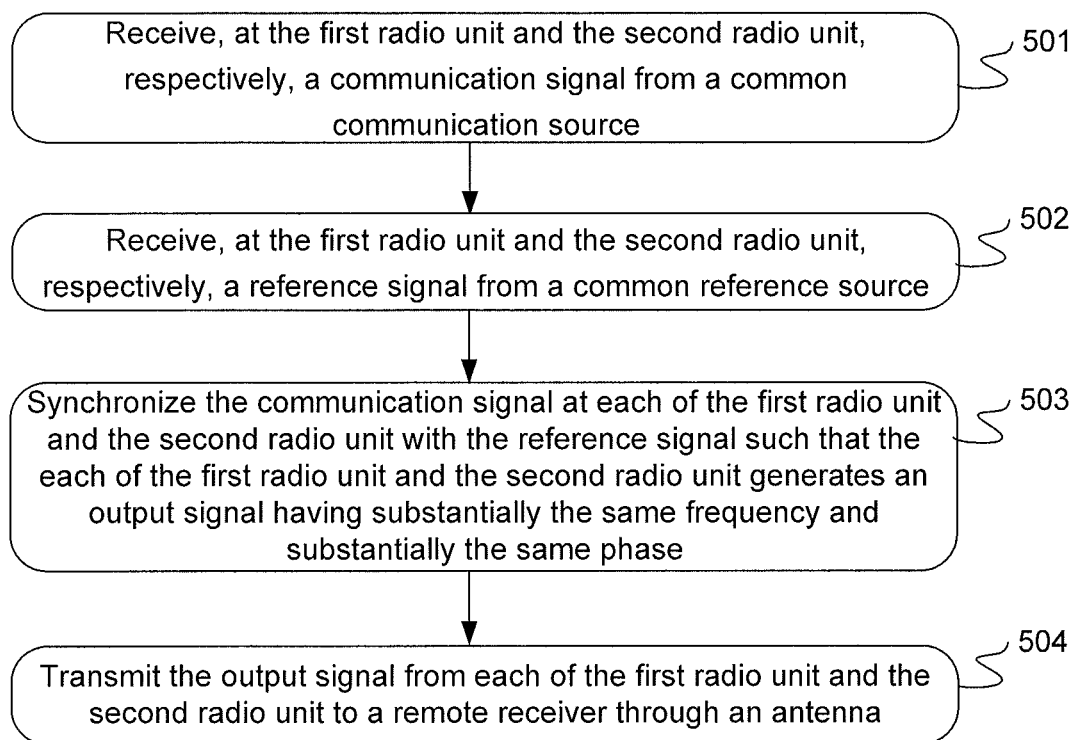 Receive, at the first radio unit and the second radio unit,
respectively, a communication signal from a common
communication source
501
Receive, at the first radio unit and the second radio unit,
respectively, a reference signal from a common reference source
502
Synchronize the communication signal at each of the first radio unit
and the second radio unit with the reference signal such that the
each of the first radio unit and the second radio unit generates an
output signal having substantially the same frequency and
substantially the same phase
503
Transmit the output signal from each of the first radio unit and the
second radio unit to a remote receiver through an antenna
504